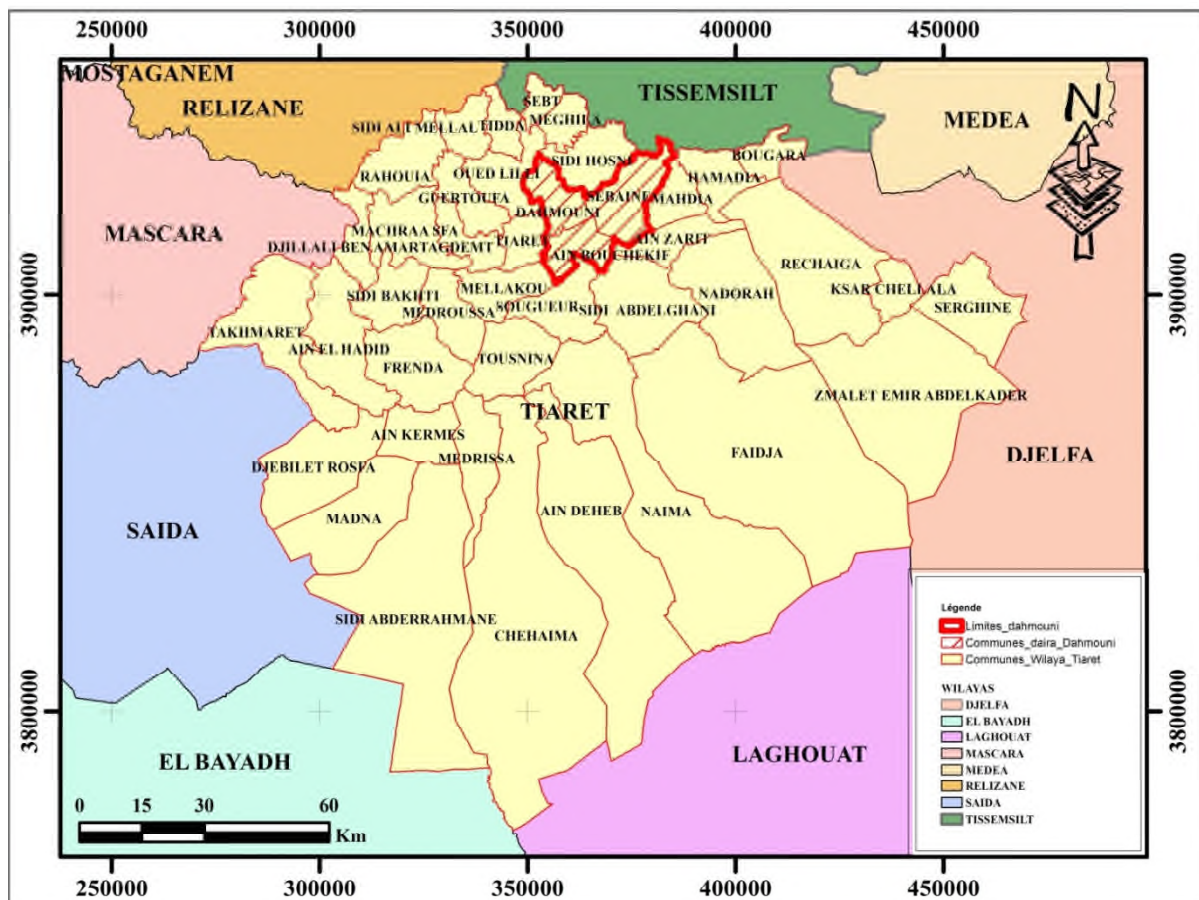 250000 300000 350000 400000 450000
MOSTAGANEM
RELIZANE
TISSEMSILT
MEDEA
N
SEBT
MEGHILA
SIDI ALI MELLAL
TIDDA
SIDI HOSNI
BOUGARA
RAHOUIA
OUED LILLI
HAMADIA
GUERTOUFA
SEBAINE
MAHDIA
DAHMOUNI
MASCARA
MACHRAA SFA
DJILLALI BEN AMAR
TAGDEMT
TIARET
AIN ZARIT
AIN BOUCHEKIF
RECHAIGA
3900000
3900000
SIDI BAKHTI
MELLAKOU
MEDROUSSA
SOUGUEUR
SIDI ABDELGHANI
NADORAH
KSAR CHELLALA
SERGHINE
TAKHMARET
AIN EL HADID
FRENDA
TOUSNINA
ZMALET EMIR ABDELKADER
TIARET
AIN KERMES
MEDRISSA
FAIDJA
DJELFA
DJEBILET ROSFA
MADNA
AIN DEHEB
NAIMA
SAIDA
SIDI ABDERRAHMANE
CHEHAIMA
3800000
3800000
EL BAYADH
LAGHOUAT
0 15 30 60
Km
Légende
Limites_dahmouni
Communes_daira_Dahmouni
Communes_Wilaya_Tiaret
WILAYAS
DJELFA
EL BAYADH
LAGHOUAT
MASCARA
MEDEA
RELIZANE
SAIDA
TISSEMSILT
250000 300000 350000 400000 450000